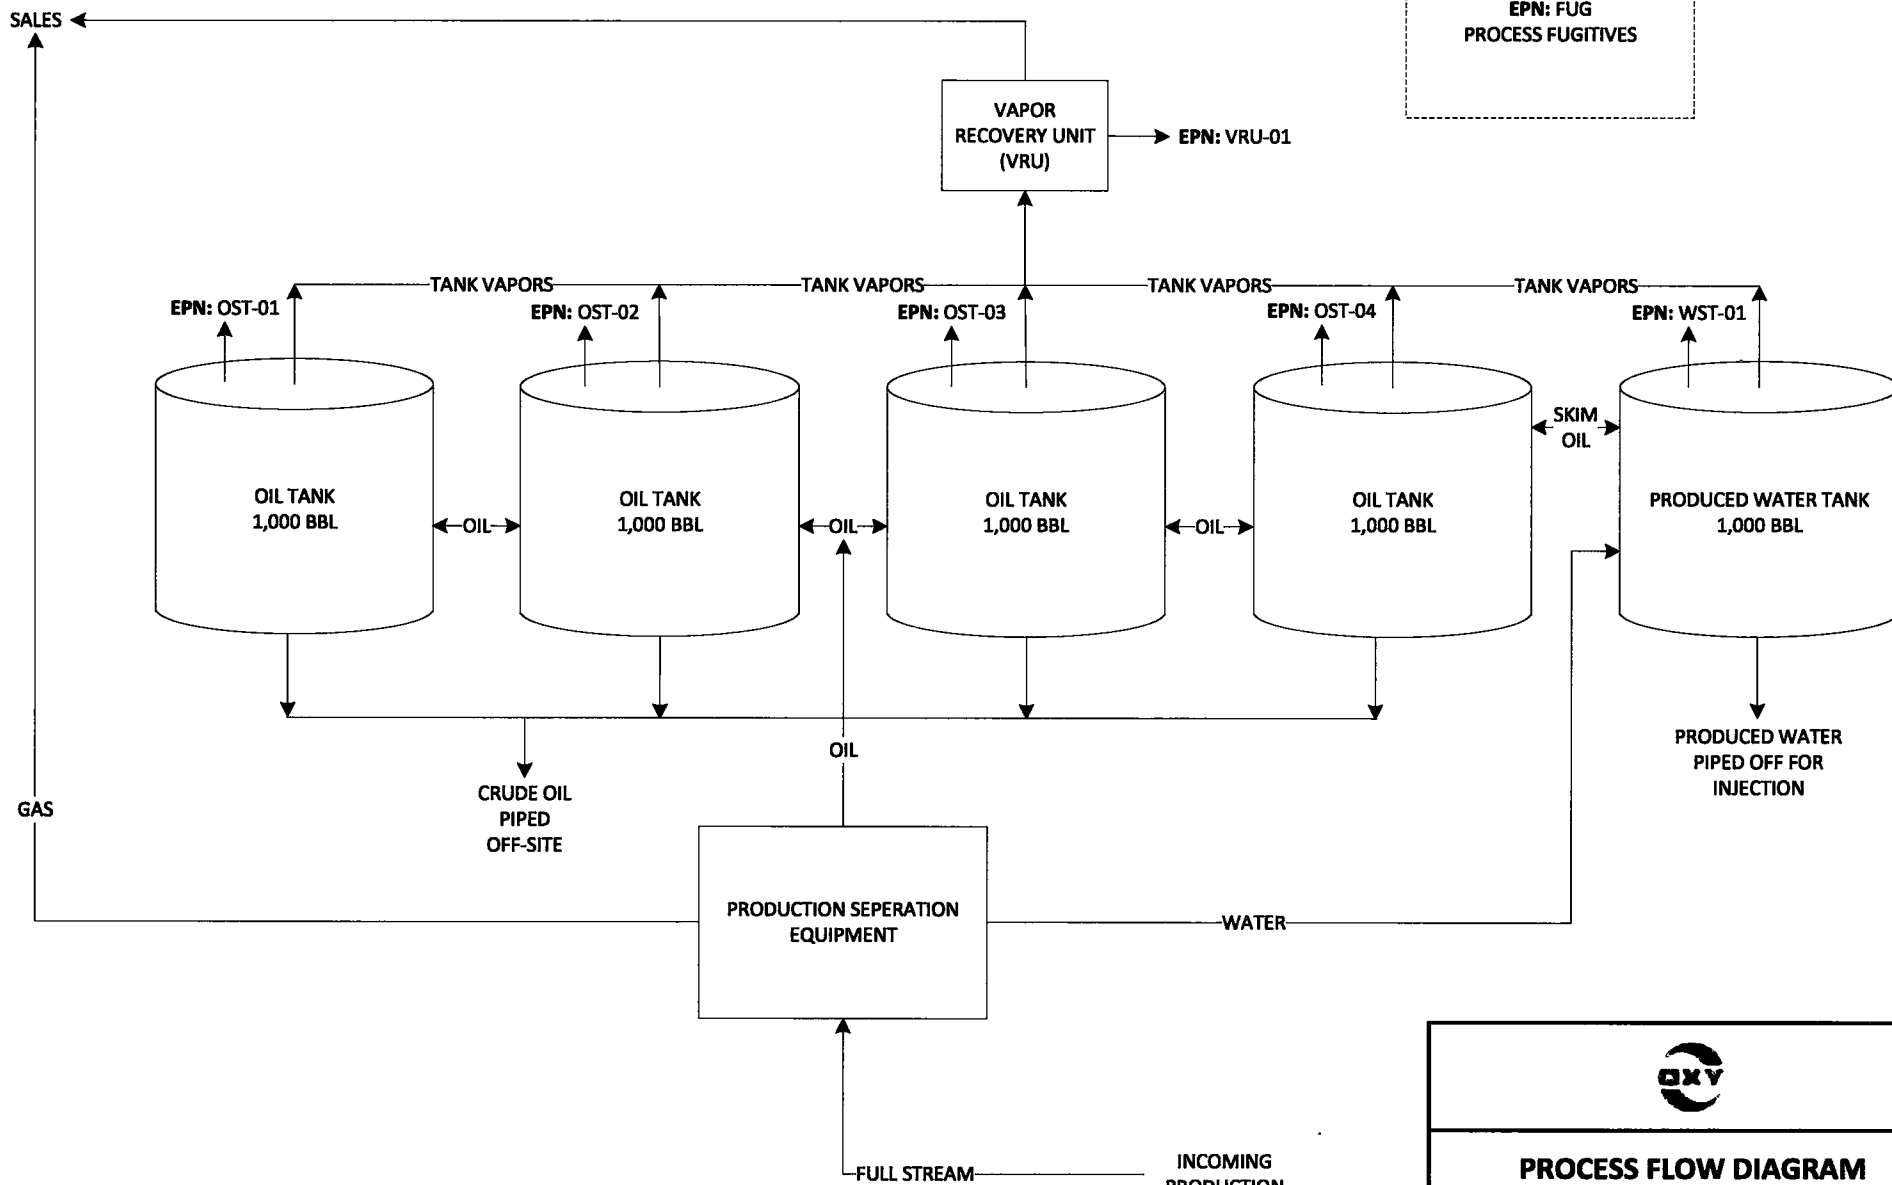 SALES
EPN: FUG
PROCESS FUGITIVES
VAPOR
RECOVERY UNIT
(VRU)
EPN: VRU-01
TANK VAPORS
TANK VAPORS
TANK VAPORS
TANK VAPORS
EPN: OST-01
EPN: OST-02
EPN: OST-03
EPN: OST-04
EPN: WST-01
SKIM
OIL
OIL TANK
1,000 BBL
OIL
OIL TANK
1,000 BBL
OIL
OIL TANK
1,000 BBL
OIL
OIL TANK
1,000 BBL
PRODUCED WATER TANK
1,000 BBL
OIL
PRODUCED WATER
PIPED OFF FOR
INJECTION
CRUDE OIL
PIPED
OFF-SITE
GAS
PRODUCTION SEPERATION
EQUIPMENT
WATER
OXY
FULL STREAM
INCOMING
PRODUCTION
PROCESS FLOW DIAGRAM